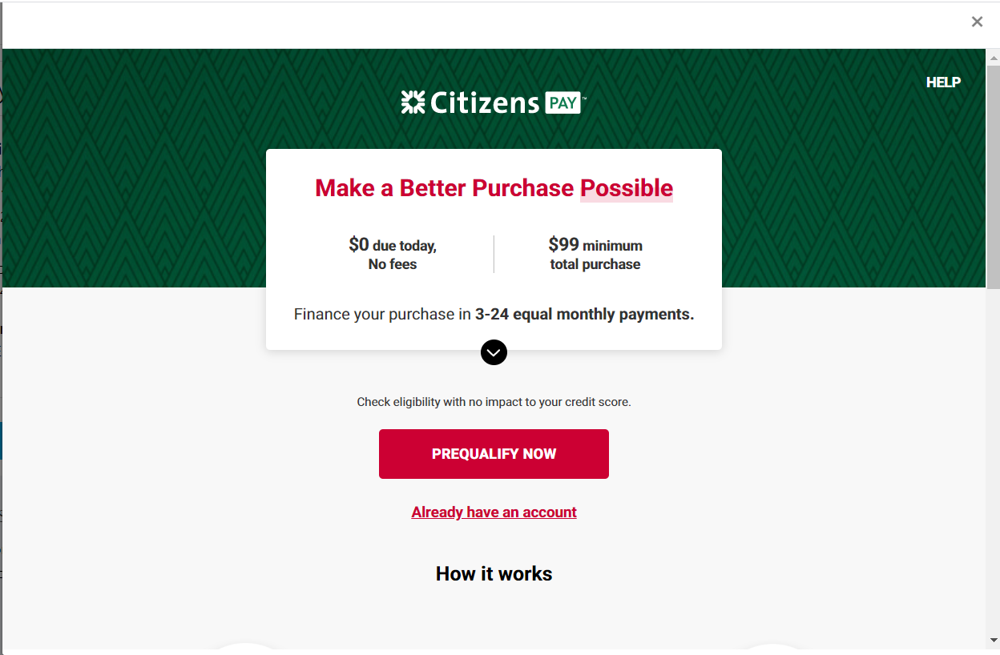 HELP
Citizens PAY™
Make a Better Purchase Possible
$0 due today,
No fees
$99 minimum
total purchase
Finance your purchase in 3-24 equal monthly payments.
Check eligibility with no impact to your credit score.
PREQUALIFY NOW
Already have an account
How it works